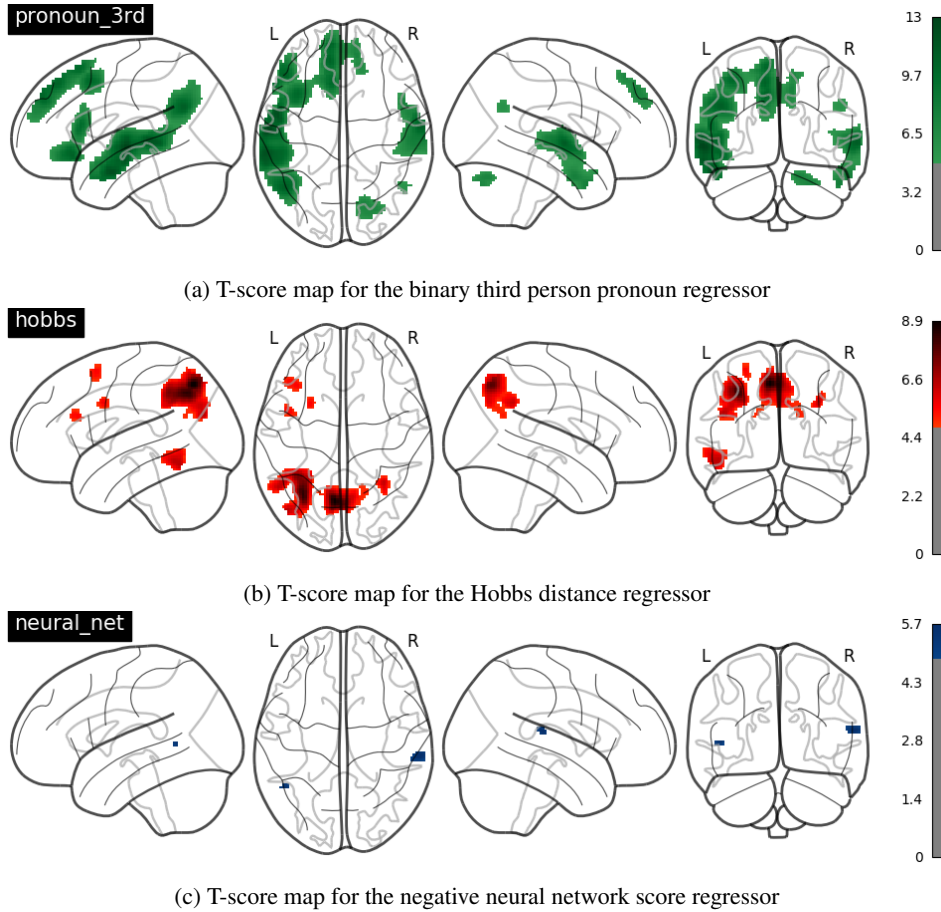 pronoun_3rd
L R L R
13
9.7
6.5
3.2
0
(a) T-score map for the binary third person pronoun regressor
hobbs
L R L R
8.9
6.6
4.4
2.2
0
(b) T-score map for the Hobbs distance regressor
neural_net
L R L R
5.7
4.3
2.8
1.4
0
(c) T-score map for the negative neural network score regressor